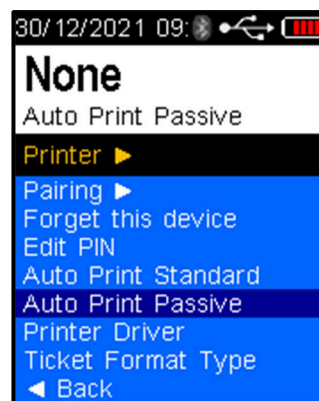 30/12/2021 09:
None
Auto Print Passive
Printer ▶
Pairing ▶
Forget this device
Edit PIN
Auto Print Standard
Auto Print Passive
Printer Driver
Ticket Format Type
◀ Back